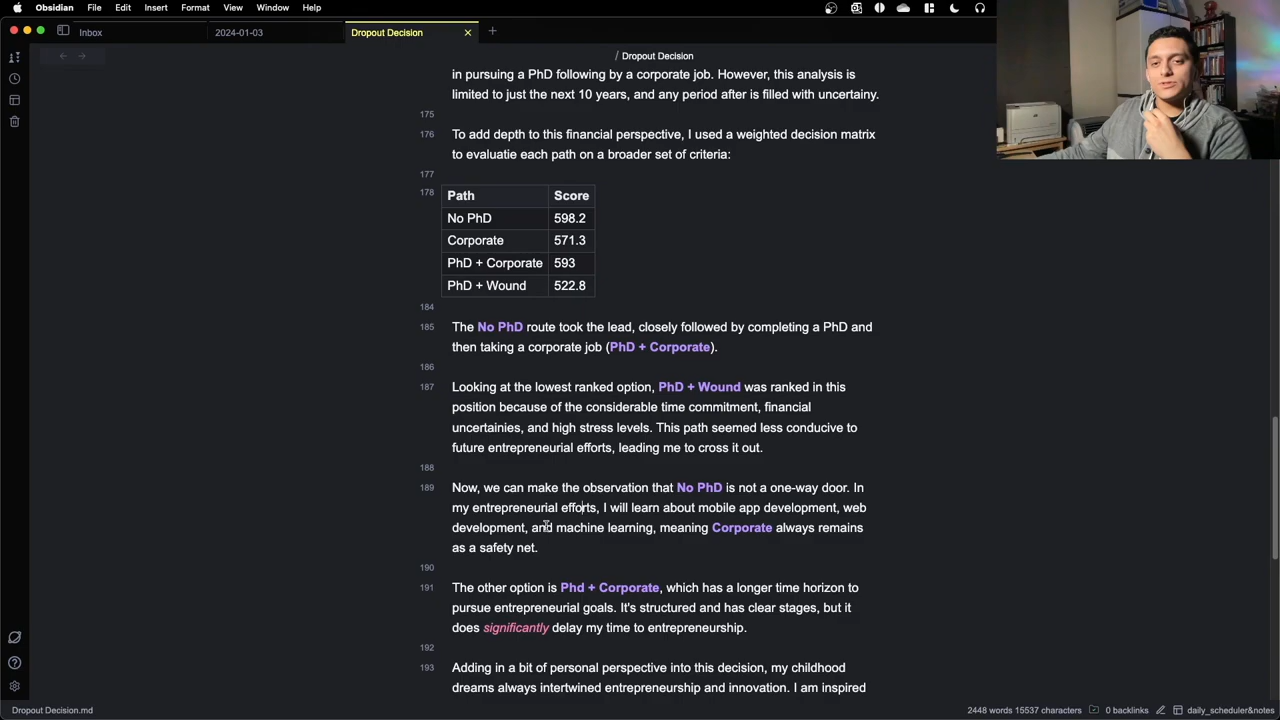 Obsidian File Edit Insert Format View Window Help
Inbox 2024-01-03 Dropout Decision
/ Dropout Decision
in pursuing a PhD following by a corporate job. However, this analysis is
limited to just the next 10 years, and any period after is filled with uncertainy.
175
176 To add depth to this financial perspective, I used a weighted decision matrix
to evaluatie each path on a broader set of criteria:
177
178 Path Score
No PhD 598.2
Corporate 571.3
PhD + Corporate 593
PhD + Wound 522.8
184
185 The No PhD route took the lead, closely followed by completing a PhD and
then taking a corporate job (PhD + Corporate).
186
187 Looking at the lowest ranked option, PhD + Wound was ranked in this
position because of the considerable time commitment, financial
uncertainies, and high stress levels. This path seemed less conducive to
future entrepreneurial efforts, leading me to cross it out.
188
189 Now, we can make the observation that No PhD is not a one-way door. In
my entrepreneurial efforts, I will learn about mobile app development, web
development, and machine learning, meaning Corporate always remains
as a safety net.
190
191 The other option is Phd + Corporate, which has a longer time horizon to
pursue entrepreneurial goals. It's structured and has clear stages, but it
does significantly delay my time to entrepreneurship.
192
193 Adding in a bit of personal perspective into this decision, my childhood
dreams always intertwined entrepreneurship and innovation. I am inspired
Dropout Decision.md 2448 words 15537 characters 0 backlinks daily_scheduler&notes